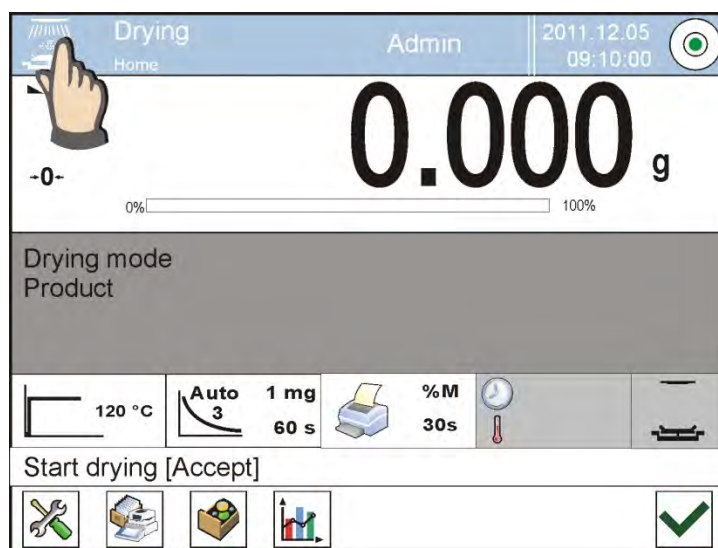 Drying
Home
Admin
2011.12.05
09:10:00
0.000 g
→0←
0% 100%
Drying mode
Product
120 °C
Auto 1 mg
3
60 s
%M
30s
Start drying [Accept]